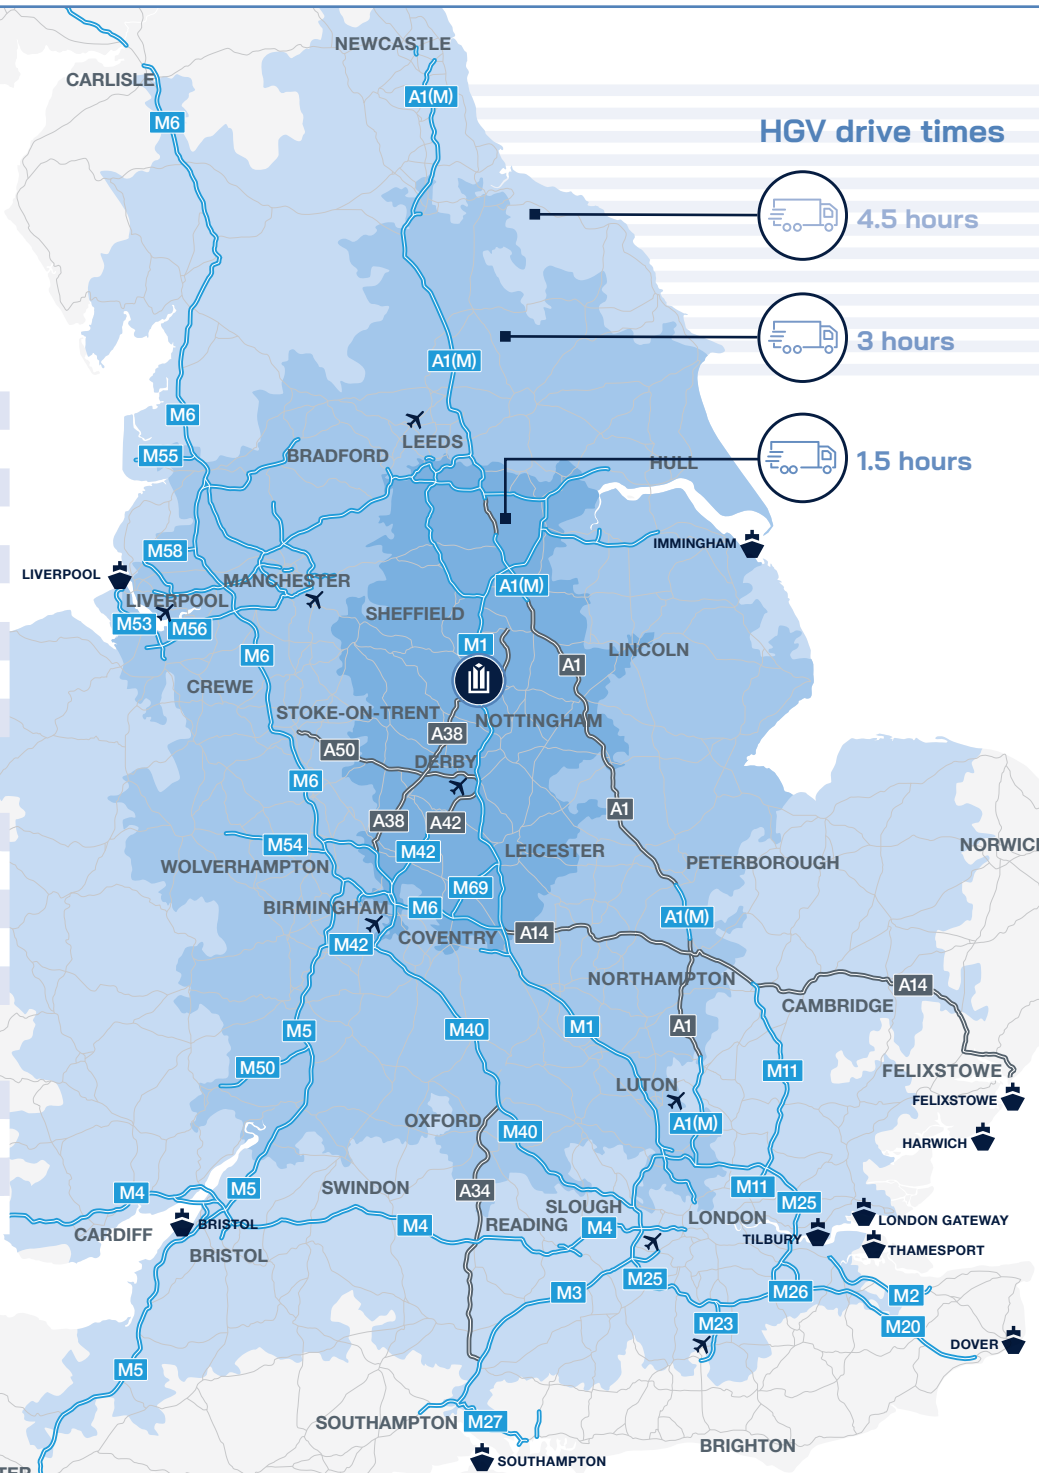 NEWCASTLE
CARLISLE
A1(M)
M6
HGV drive times
4.5 hours
3 hours
A1(M)
M6
LEEDS
M55
BRADFORD
HULL
1.5 hours
IMMINGHAM
M58
LIVERPOOL
MANCHESTER
A1(M)
LIVERPOOL
SHEFFIELD
M53
M56
M1
LINCOLN
M6
A1
CREWE
STOKE-ON-TRENT
NOTTINGHAM
A38
A50
DERBY
M6
A1
A38
A42
M54
M42
LEICESTER
NORWICH
WOLVERHAMPTON
PETERBOROUGH
M69
BIRMINGHAM
M6
A1(M)
COVENTRY
A14
M42
NORTHAMPTON
A14
CAMBRIDGE
M5
M40
M1
A1
M50
M11
FELIXSTOWE
LUTON
FELIXSTOWE
OXFORD
M40
A1(M)
HARWICH
M4
M5
SWINDON
A34
M11
M25
SLOUGH
CARDIFF
BRISTOL
M4
READING
M4
LONDON
LONDON GATEWAY
TILBURY
THAMESPORT
BRISTOL
M3
M25
M26
M2
M23
M20
DOVER
M5
SOUTHAMPTON
M27
BRIGHTON
SOUTHAMPTON
TER